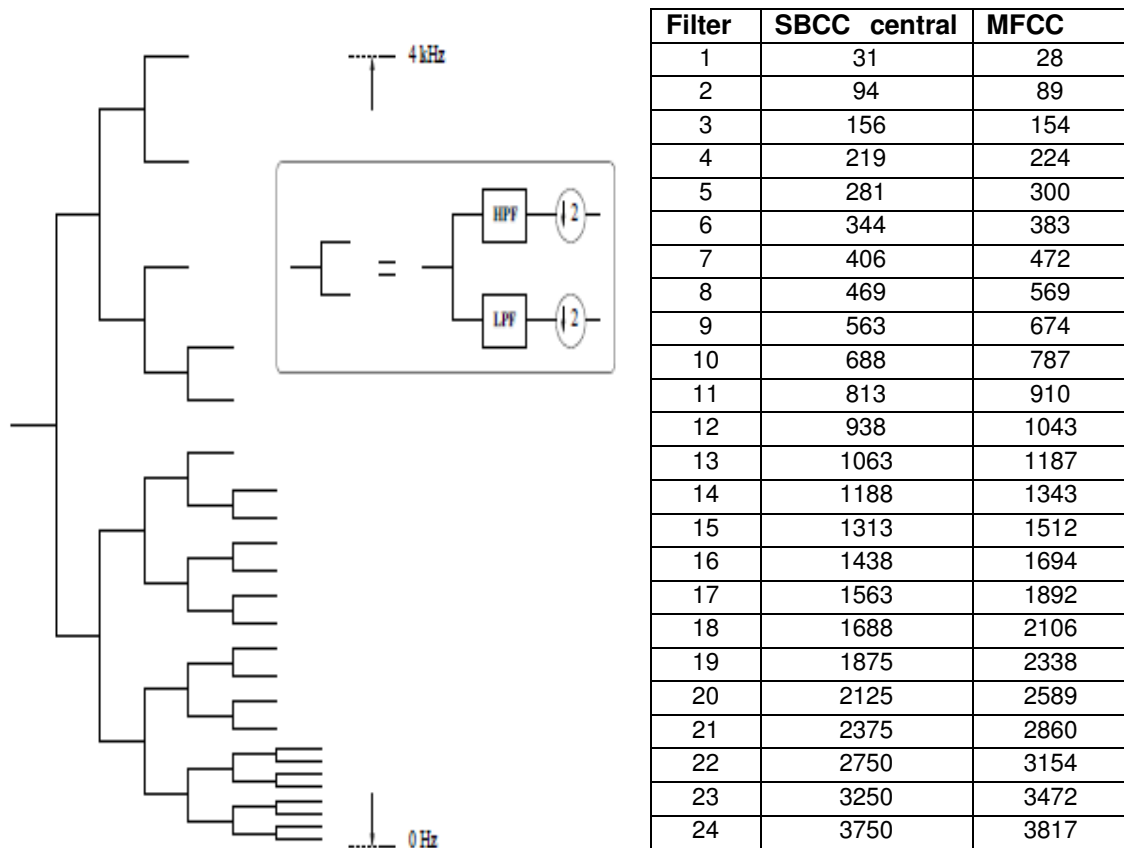 4 kHz
HPF ↓ 2
=
LPF ↓ 2
0 Hz
Filter SBCC central MFCC
1 31 28
2 94 89
3 156 154
4 219 224
5 281 300
6 344 383
7 406 472
8 469 569
9 563 674
10 688 787
11 813 910
12 938 1043
13 1063 1187
14 1188 1343
15 1313 1512
16 1438 1694
17 1563 1892
18 1688 2106
19 1875 2338
20 2125 2589
21 2375 2860
22 2750 3154
23 3250 3472
24 3750 3817